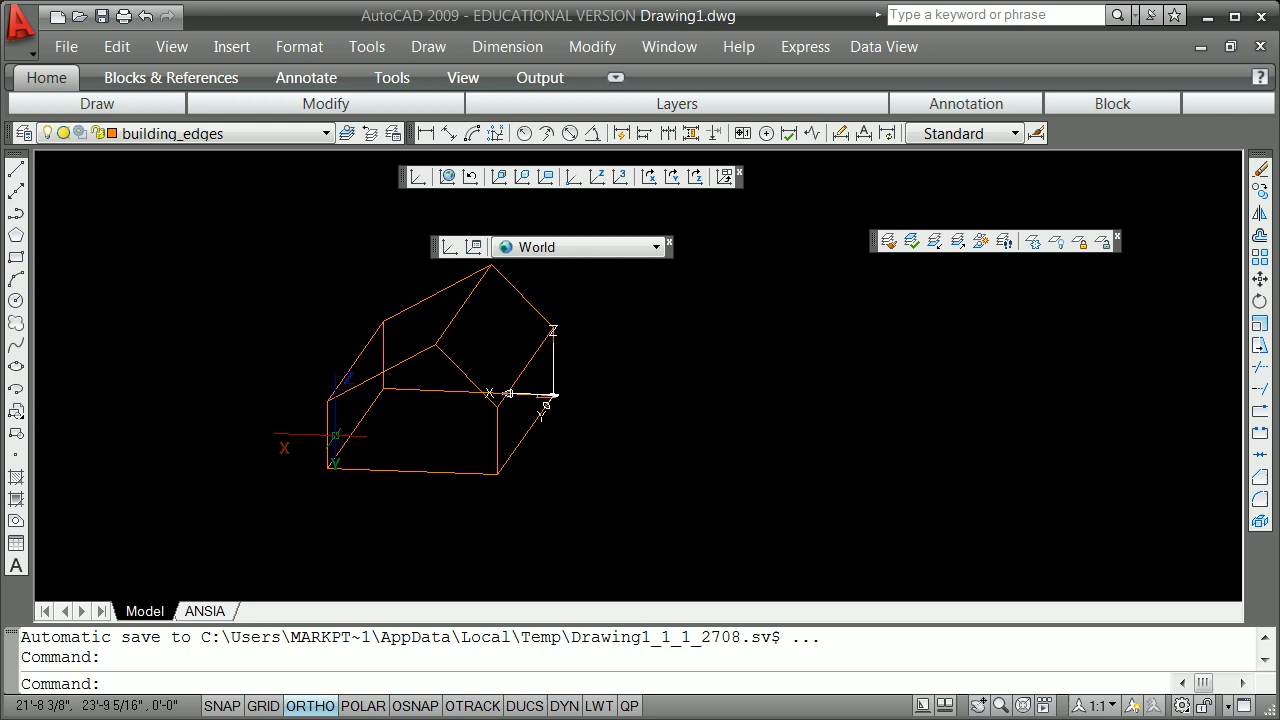 AutoCAD 2009 - EDUCATIONAL VERSION Drawing1.dwg
Type a keyword or phrase
File Edit View Insert Format Tools Draw Dimension Modify Window Help Express Data View
Home Blocks & References Annotate Tools View Output
Draw Modify Layers Annotation Block
building_edges
Standard
World
Z
X
Y
Z
X
Y
A
Model ANSIA
Automatic save to C:\Users\MARKPT~1\AppData\Local\Temp\Drawing1_1_1_2708.sv$ ...
Command:
Command:
21'-8 3/8", 23'-9 5/16", 0'-0" SNAP GRID ORTHO POLAR OSNAP OTRACK DUCS DYN LWT QP 1:1